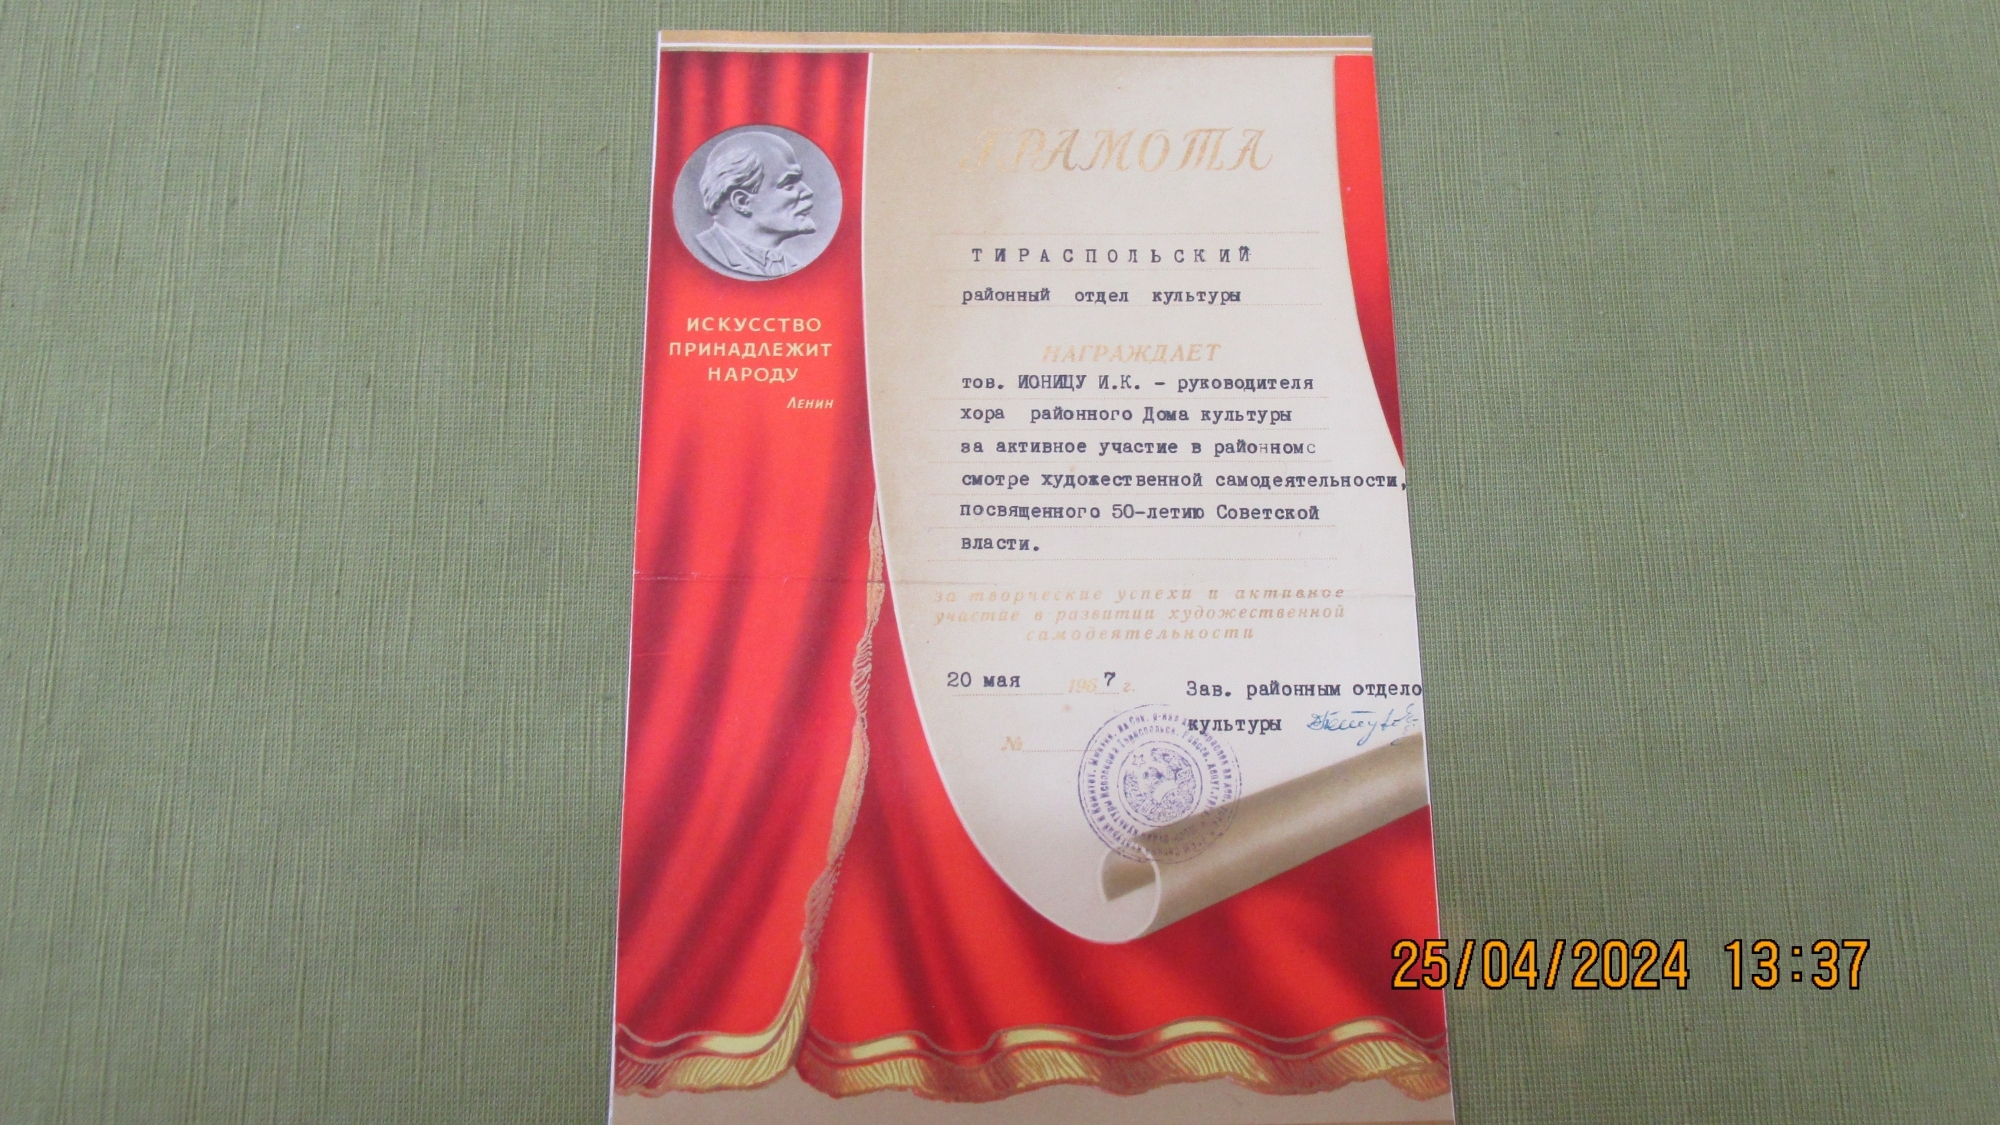 ГРАМОТА
ИСКУССТВО
ПРИНАДЛЕЖИТ
НАРОДУ
Ленин
ТИРАСПОЛЬСКИЙ
районный отдел культуры
НАГРАЖДАЕТ
тов. ИОНИЦУ И.К. – руководителя
хора районного Дома культуры
за активное участие в районномс
смотре художественной самодеятельности,
посвященного 50-летию Советской
власти.
за творческие успехи и активное
участие в развитии художественной
самодеятельности
20 мая 1967 г.
Зав. районным отдело
культуры
№
25/04/2024 13:37